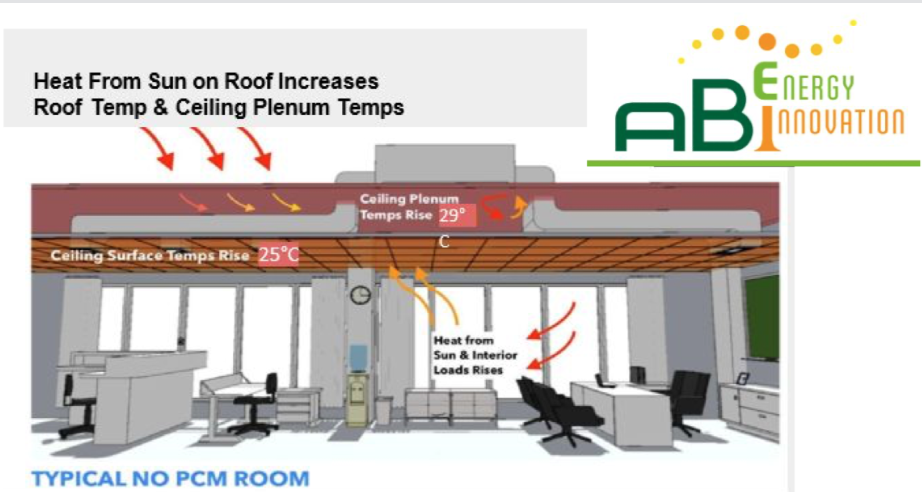 Heat From Sun on Roof Increases
Roof Temp & Ceiling Plenum Temps
AB ENERGY
INNOVATION
Ceiling Plenum
Temps Rise 29°
C
Ceiling Surface Temps Rise 25°C
Heat from
Sun & Interior
Loads Rises
TYPICAL NO PCM ROOM